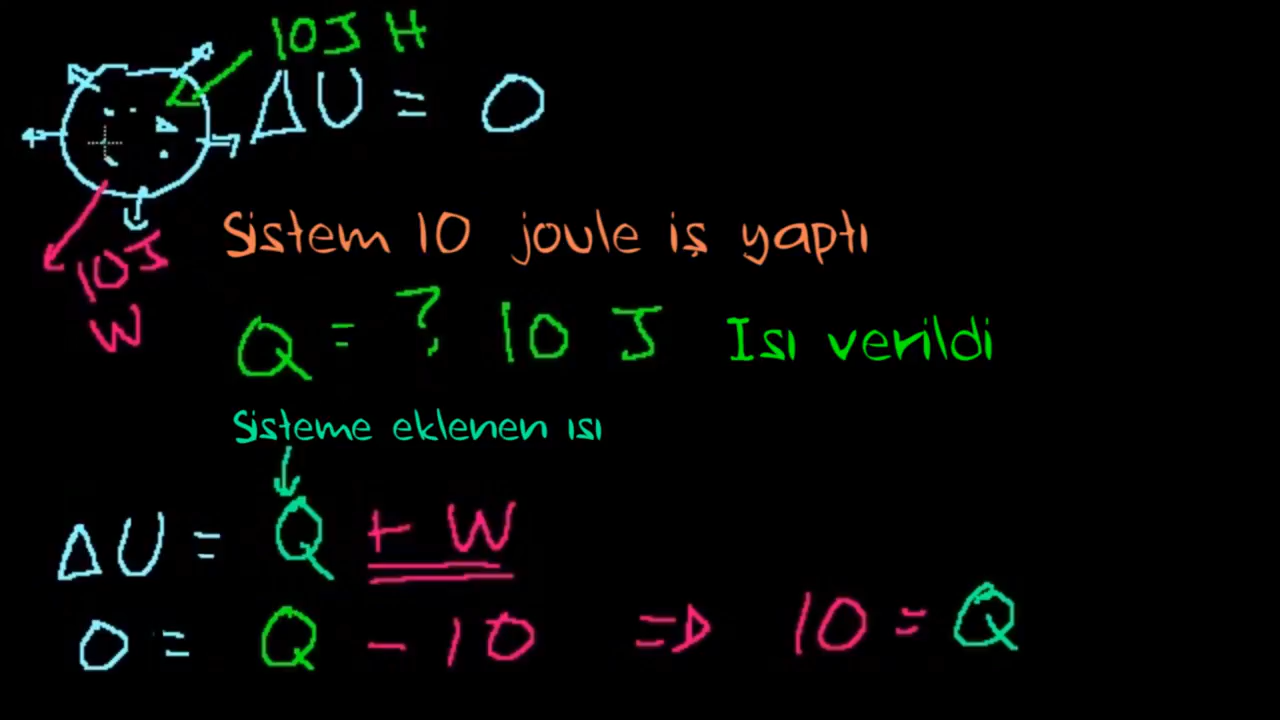 10J H
ΔU = 0
Sistem 10 joule iş yaptı
10J
W
Q = ? 10 J Isı verildi
Sisteme eklenen ısı
ΔU = Q + W
0 = Q - 10 ⇒ 10 = Q